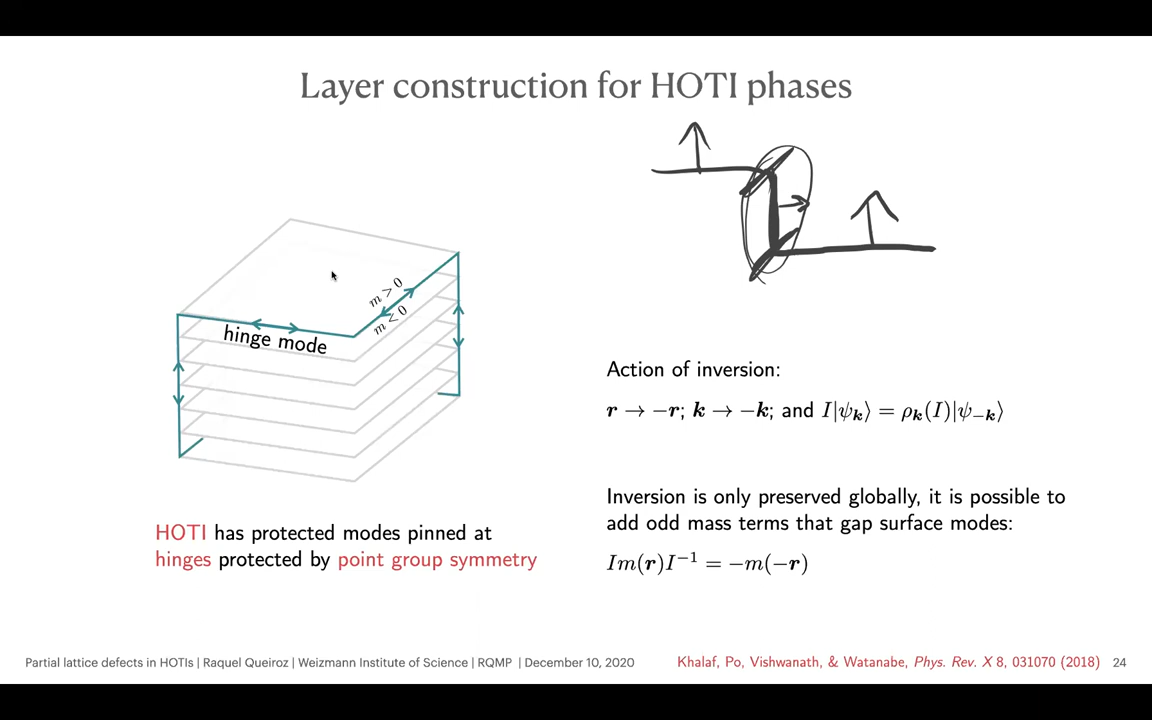 Layer construction for HOTI phases
m > 0
m < 0
hinge mode
HOTI has protected modes pinned at
hinges protected by point group symmetry
Action of inversion:
r → −r; k → −k; and I|ψₖ⟩ = ρₖ(I)|ψ₋ₖ⟩
Inversion is only preserved globally, it is possible to
add odd mass terms that gap surface modes:
Im(r)I⁻¹ = −m(−r)
Partial lattice defects in HOTIs | Raquel Queiroz | Weizmann Institute of Science | RQMP | December 10, 2020
Khalaf, Po, Vishwanath, & Watanabe, Phys. Rev. X 8, 031070 (2018) 24